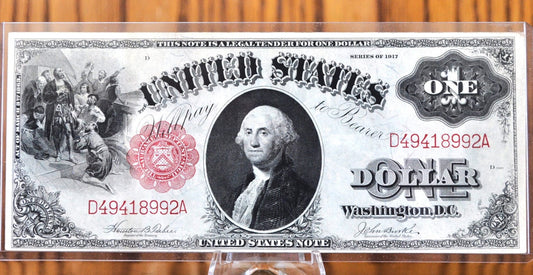 THIS NOTE IS A LEGAL TENDER FOR ONE DOLLAR
D
SERIES OF 1917
UNITED STATES
ONE
Will pay to Bearer
D49418992A
ONE
DOLLAR
D49418992A
Washington, D.C.
UNITED STATES NOTE